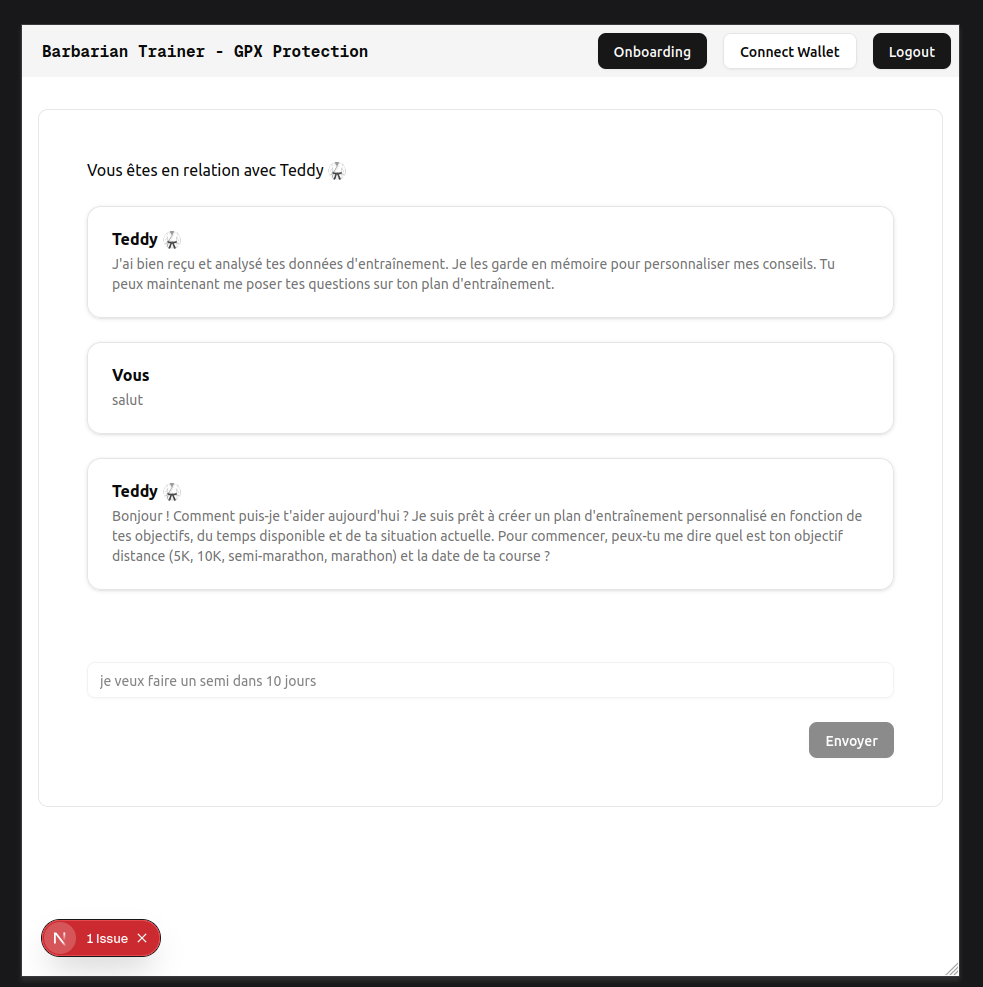 Barbarian Trainer - GPX Protection
Onboarding
Connect Wallet
Logout
Vous êtes en relation avec Teddy 🥋
Teddy 🥋
J'ai bien reçu et analysé tes données d'entraînement. Je les garde en mémoire pour personnaliser mes conseils. Tu
peux maintenant me poser tes questions sur ton plan d'entraînement.
Vous
salut
Teddy 🥋
Bonjour ! Comment puis-je t'aider aujourd'hui ? Je suis prêt à créer un plan d'entraînement personnalisé en fonction de
tes objectifs, du temps disponible et de ta situation actuelle. Pour commencer, peux-tu me dire quel est ton objectif
distance (5K, 10K, semi-marathon, marathon) et la date de ta course ?
je veux faire un semi dans 10 jours
Envoyer
N
1 Issue